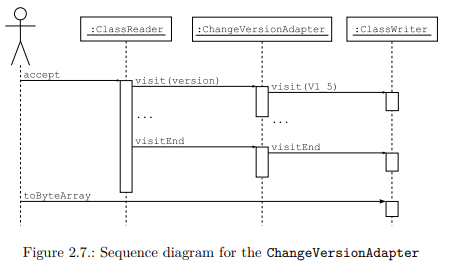 :ClassReader :ChangeVersionAdapter :ClassWriter
accept
visit(version) visit(V1_5)
... ...
visitEnd visitEnd
toByteArray
Figure 2.7.: Sequence diagram for the ChangeVersionAdapter